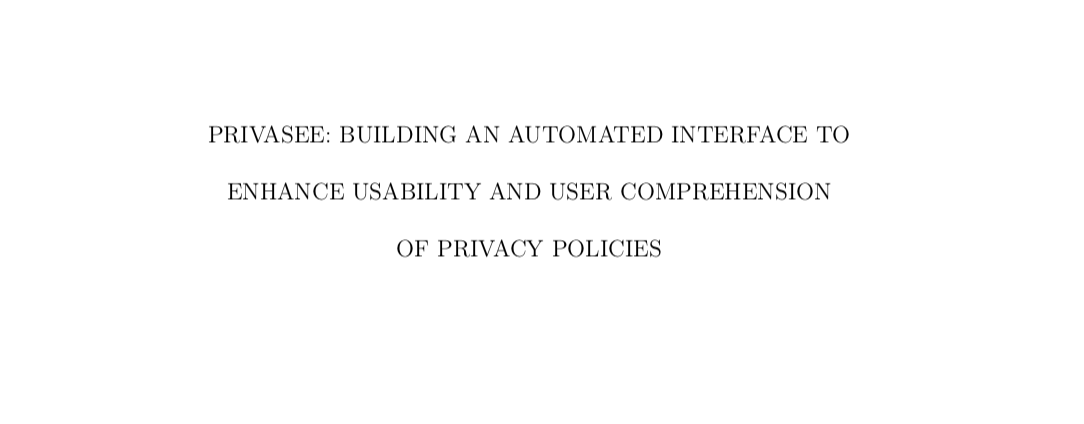 PRIVASEE: BUILDING AN AUTOMATED INTERFACE TO
ENHANCE USABILITY AND USER COMPREHENSION
OF PRIVACY POLICIES